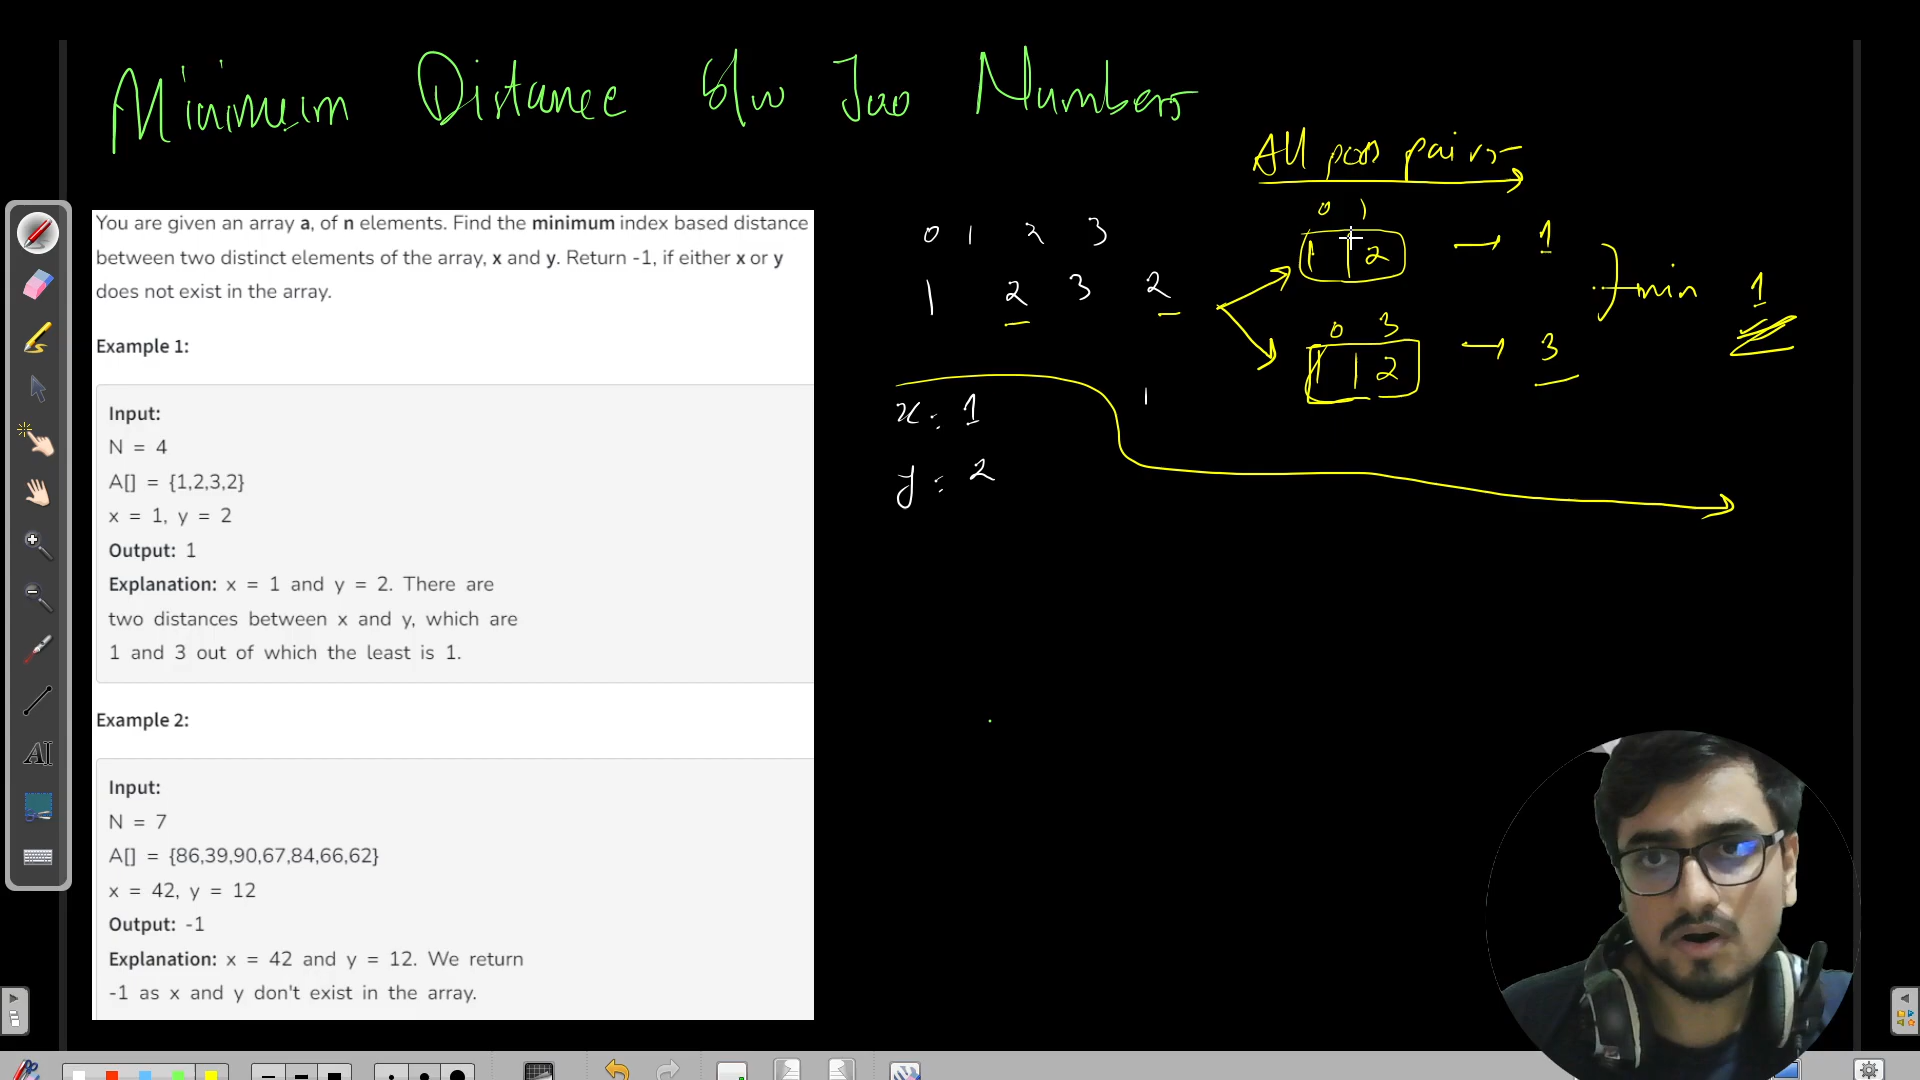 Minimum Distance b/w Two Numbers
You are given an array a, of n elements. Find the minimum index based distance
between two distinct elements of the array, x and y. Return -1, if either x or y
does not exist in the array.
Example 1:
Input:
N = 4
A[] = {1,2,3,2}
x = 1, y = 2
Output: 1
Explanation: x = 1 and y = 2. There are
two distances between x and y, which are
1 and 3 out of which the least is 1.
Example 2:
Input:
N = 7
A[] = {86,39,90,67,84,66,62}
x = 42, y = 12
Output: -1
Explanation: x = 42 and y = 12. We return
-1 as x and y don't exist in the array.
0 1 2 3
1 2 3 2
x: 1
y: 2
All poss pairs
0 1
1 2 → 1
0 3
1 2 → 3
min 1
AI